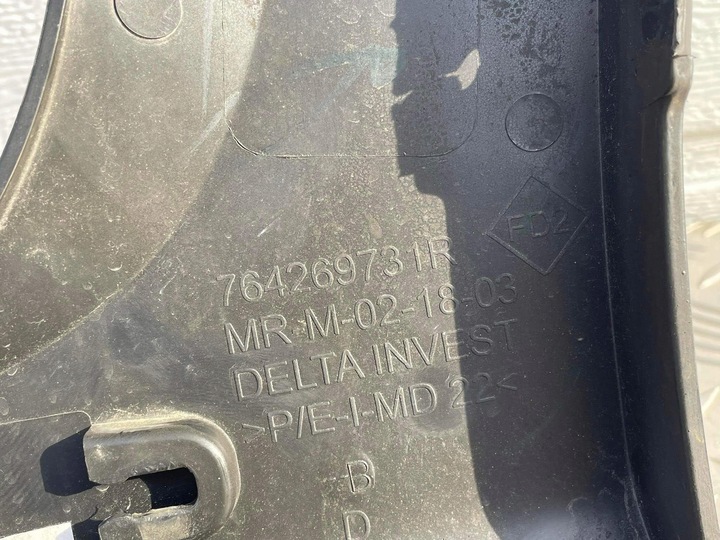 FD2
764269731R
MR-M-02-18-03
DELTA INVEST
>P/E-I-MD 22<
B
D